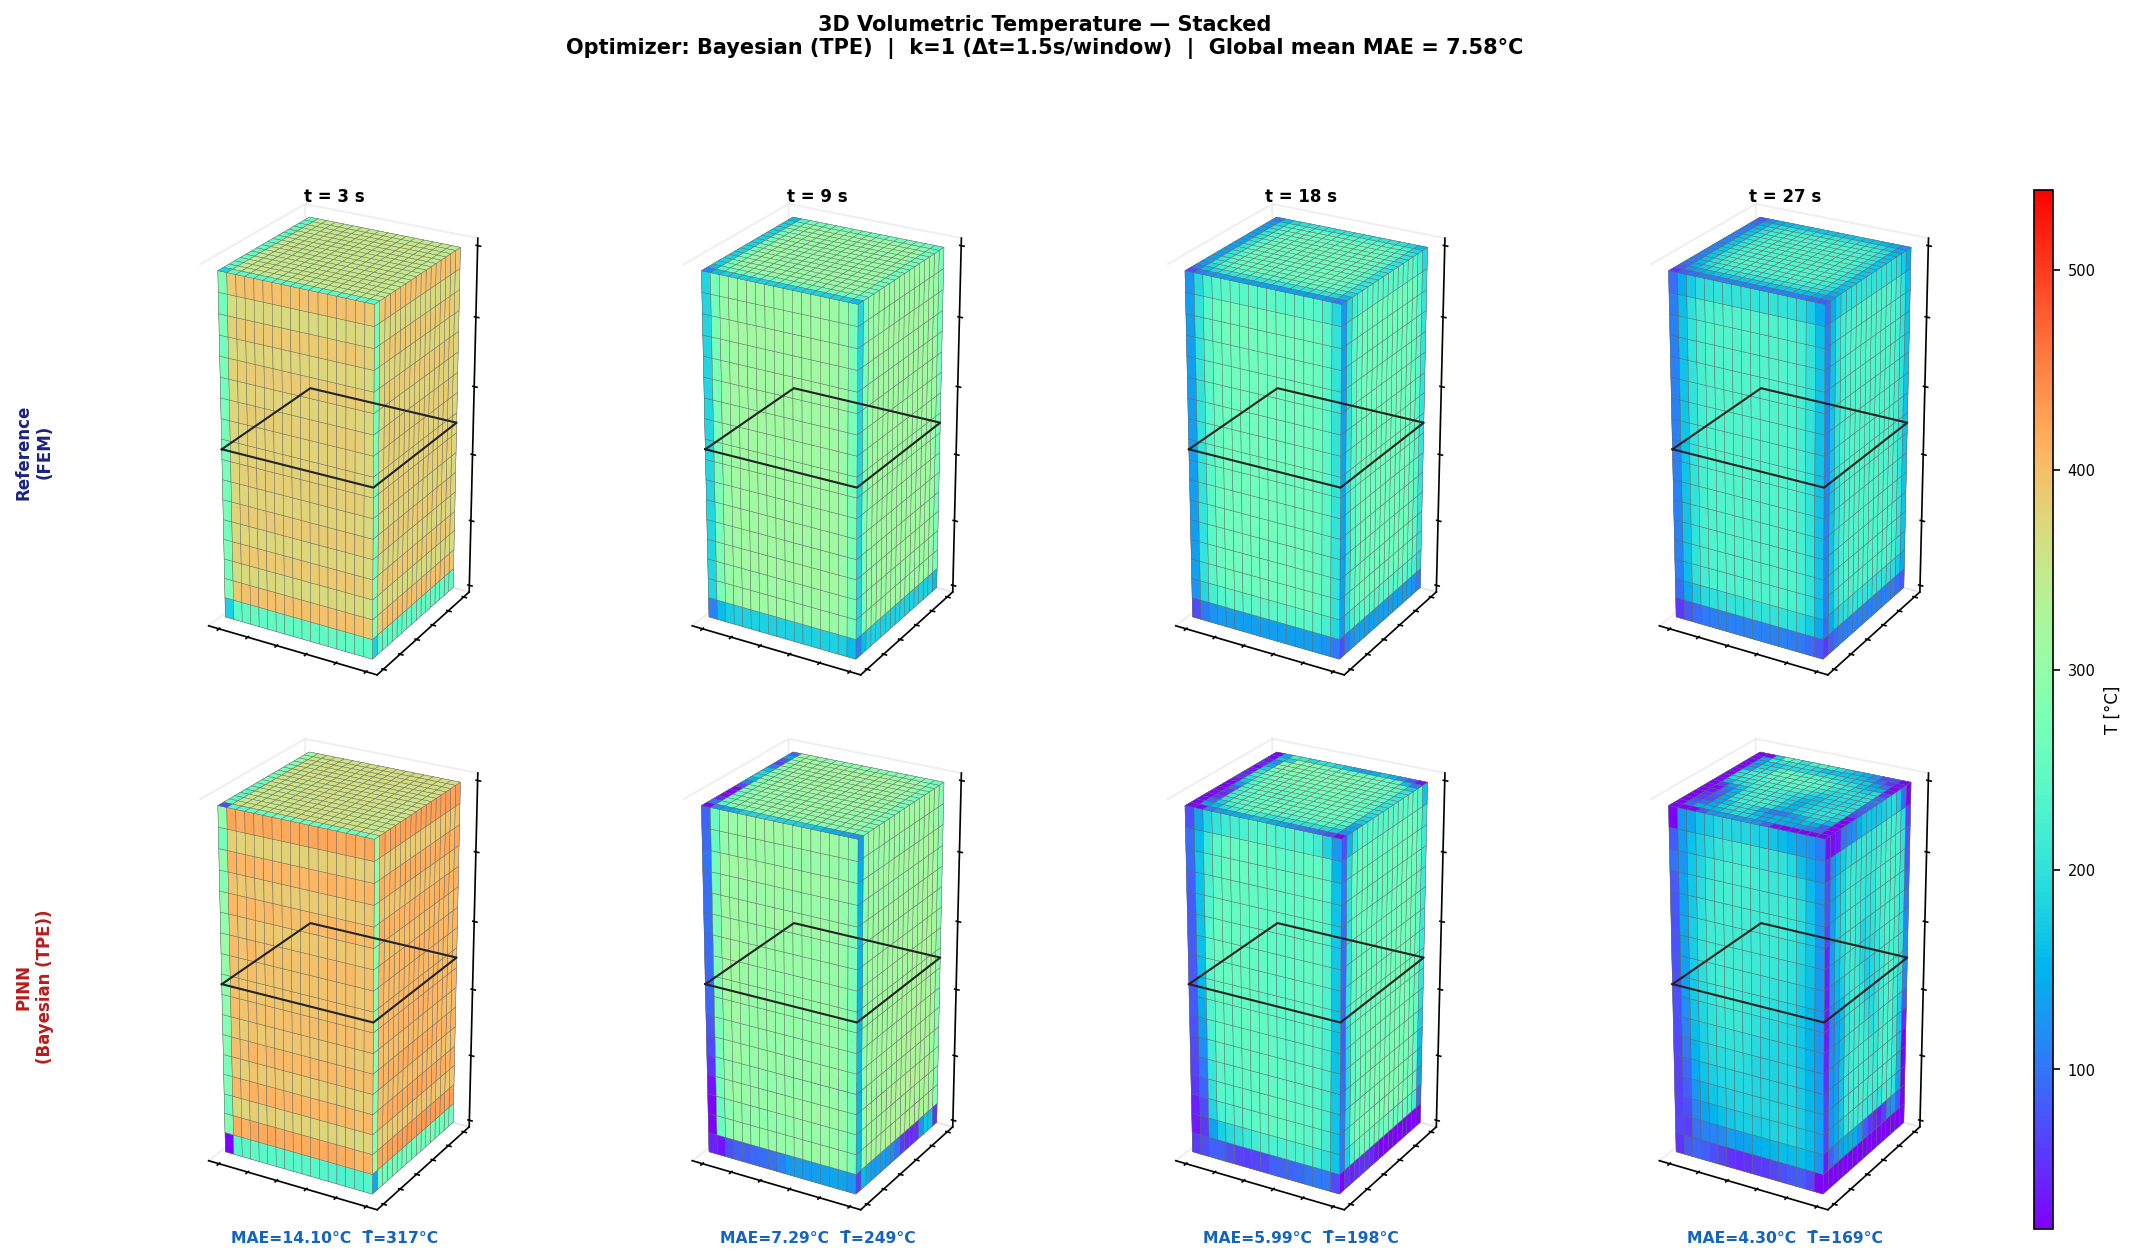 3D Volumetric Temperature — Stacked
Optimizer: Bayesian (TPE)  |  k=1 (Δt=1.5s/window)  |  Global mean MAE = 7.58°C
t = 3 s
t = 9 s
t = 18 s
t = 27 s
Reference
(FEM)
PINN
(Bayesian (TPE))
500
400
300
200
100
T [°C]
MAE=14.10°C  T̄=317°C
MAE=7.29°C  T̄=249°C
MAE=5.99°C  T̄=198°C
MAE=4.30°C  T̄=169°C